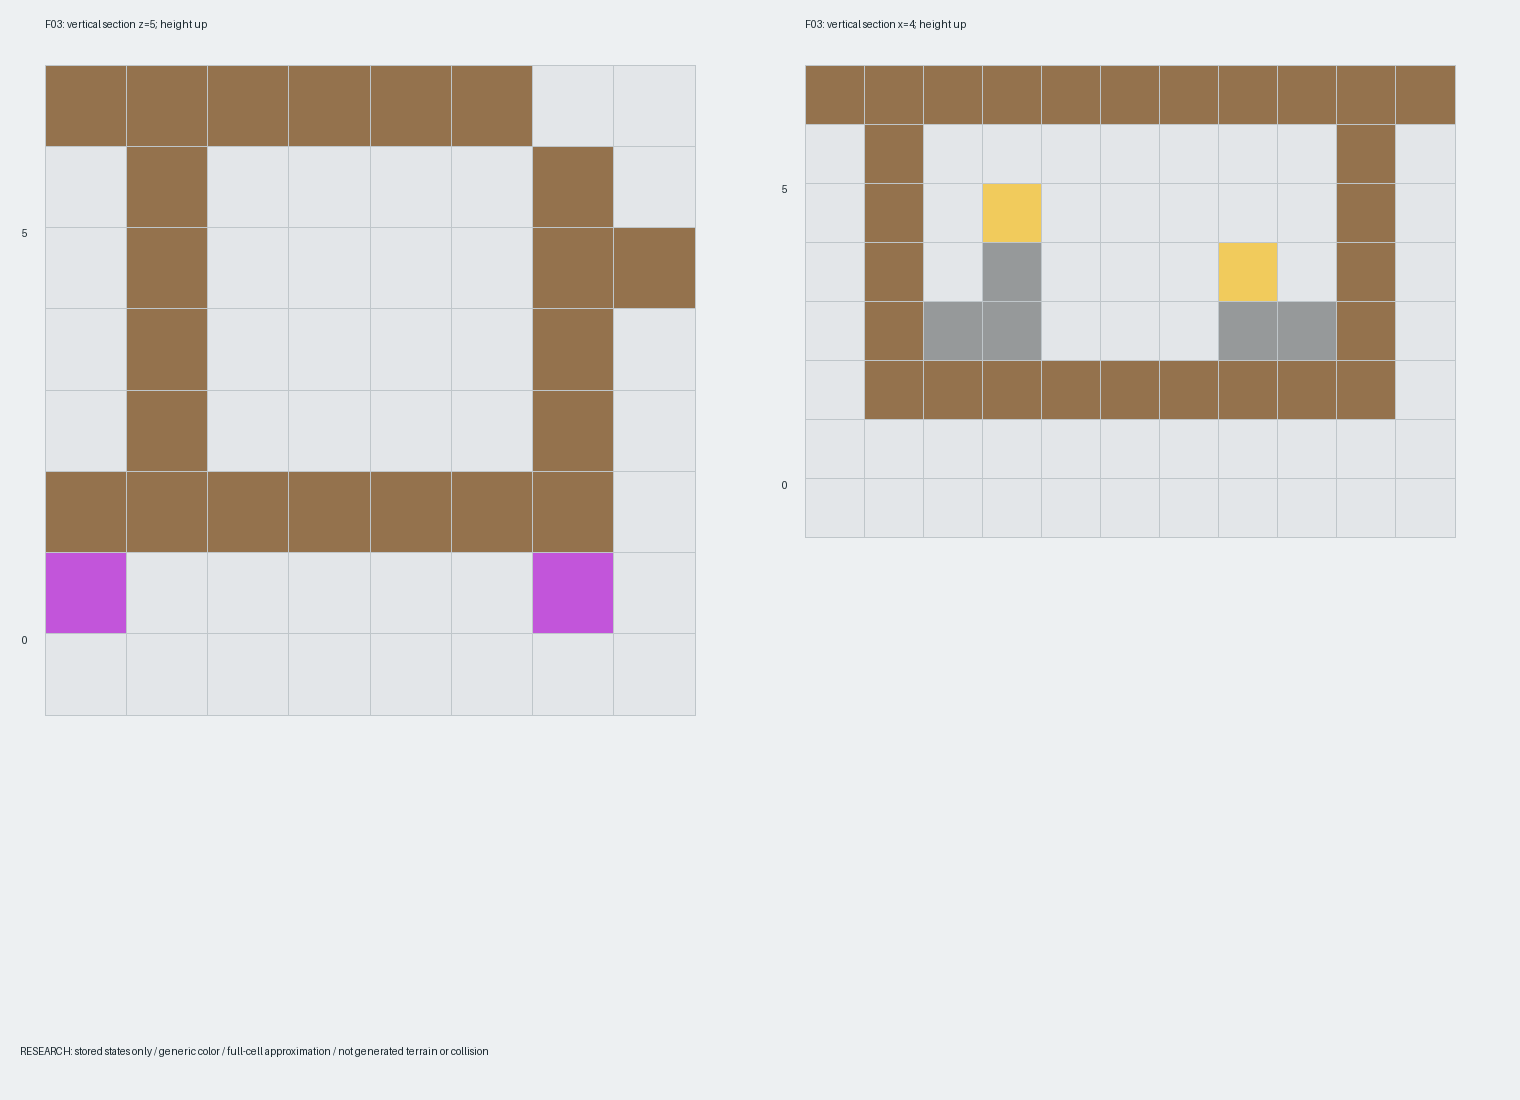 F03: vertical section z=5; height up
F03: vertical section x=4; height up
5
0
5
0
RESEARCH: stored states only / generic color / full-cell approximation / not generated terrain or collision